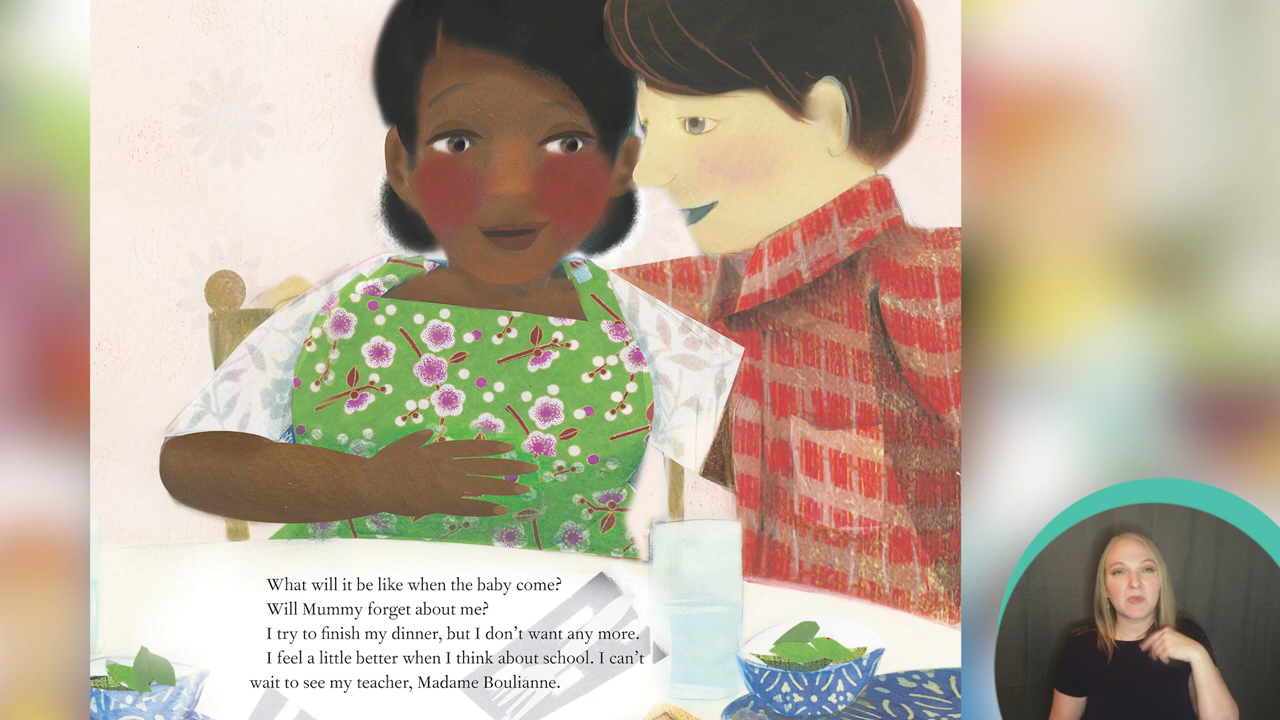 What will it be like when the baby come?
Will Mummy forget about me?
I try to finish my dinner, but I don’t want any more.
I feel a little better when I think about school. I can’t
wait to see my teacher, Madame Boulianne.